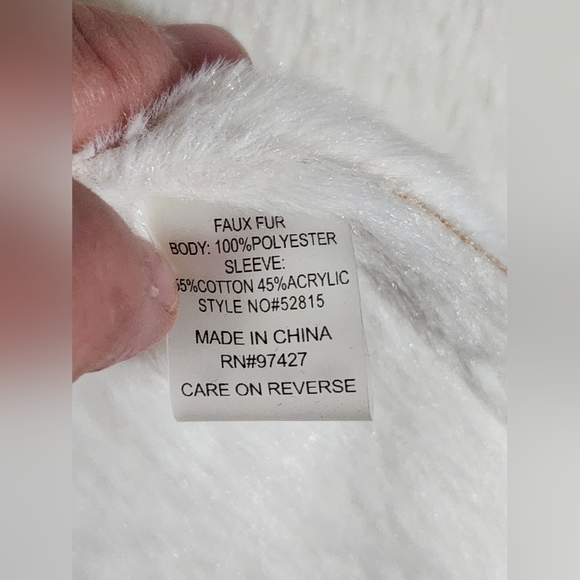 FAUX FUR
BODY: 100%POLYESTER
SLEEVE:
55%COTTON 45%ACRYLIC
STYLE NO#52815
MADE IN CHINA
RN#97427
CARE ON REVERSE